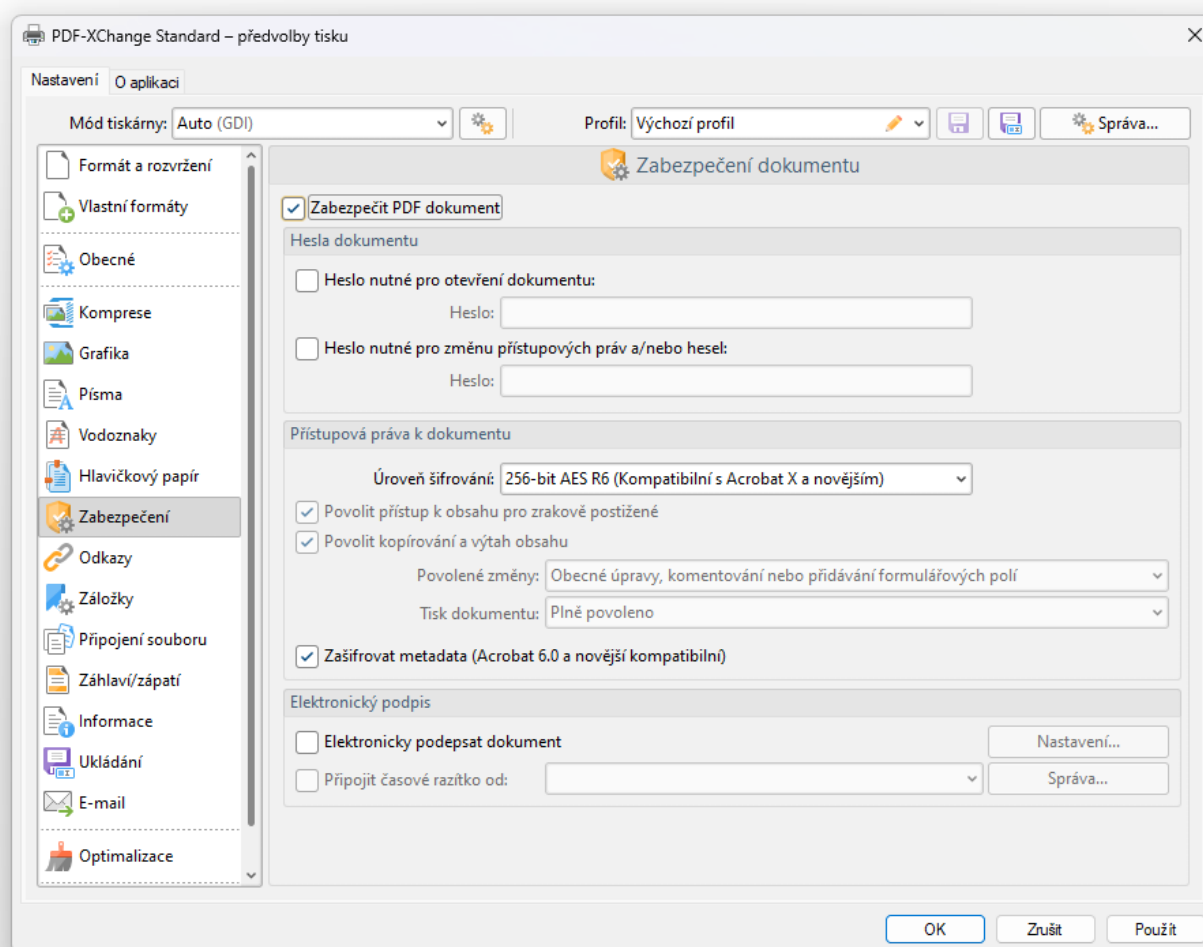 PDF-XChange Standard – předvolby tisku
Nastavení
O aplikaci
Mód tiskárny: Auto (GDI)
Profil: Výchozí profil
Správa...
Formát a rozvržení
Vlastní formáty
Obecné
Komprese
Grafika
Písma
Vodoznaky
Hlavičkový papír
Zabezpečení
Odkazy
Záložky
Připojení souboru
Záhlaví/zápatí
Informace
Ukládání
E-mail
Optimalizace
Zabezpečení dokumentu
Zabezpečit PDF dokument
Hesla dokumentu
Heslo nutné pro otevření dokumentu:
Heslo:
Heslo nutné pro změnu přístupových práv a/nebo hesel:
Heslo:
Přístupová práva k dokumentu
Úroveň šifrování: 256-bit AES R6 (Kompatibilní s Acrobat X a novějším)
Povolit přístup k obsahu pro zrakově postižené
Povolit kopírování a výtah obsahu
Povolené změny: Obecné úpravy, komentování nebo přidávání formulářových polí
Tisk dokumentu: Plně povoleno
Zašifrovat metadata (Acrobat 6.0 a novější kompatibilní)
Elektronický podpis
Elektronicky podepsat dokument
Nastavení...
Připojit časové razítko od:
Správa...
OK
Zrušit
Použít